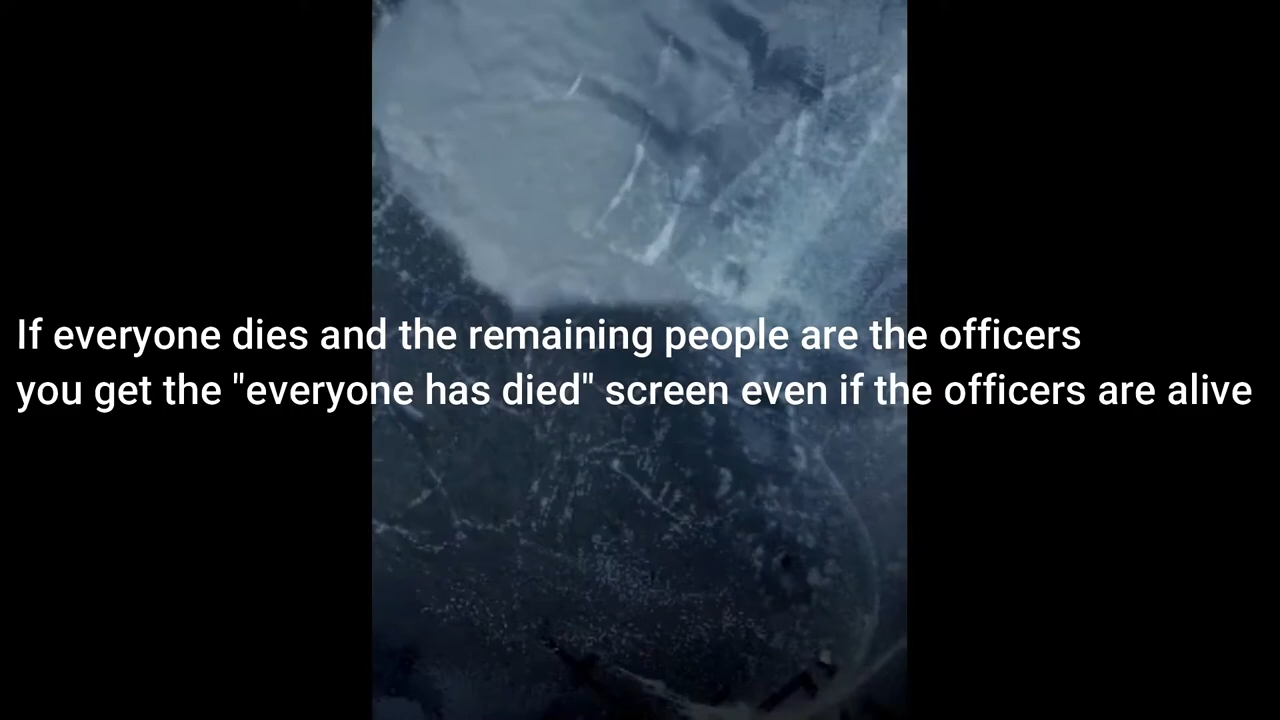 If everyone dies and the remaining people are the officers
you get the "everyone has died" screen even if the officers are alive